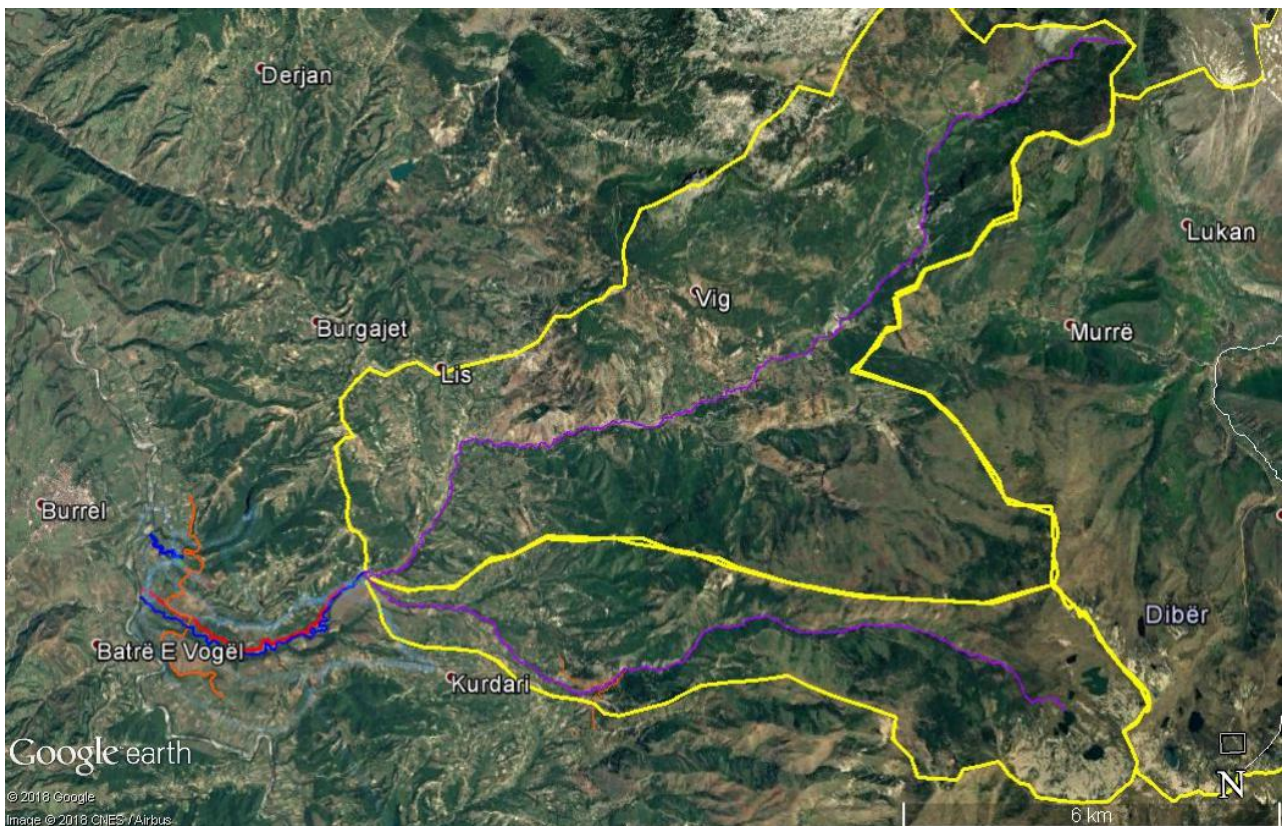 Derjan
Lukan
Vig
Burgajet
Murrë
Lis
Burrel
Dibër
Batrë E Vogël
Kurdari
Google earth
N
© 2018 Google
Image © 2018 CNES / Airbus
6 km